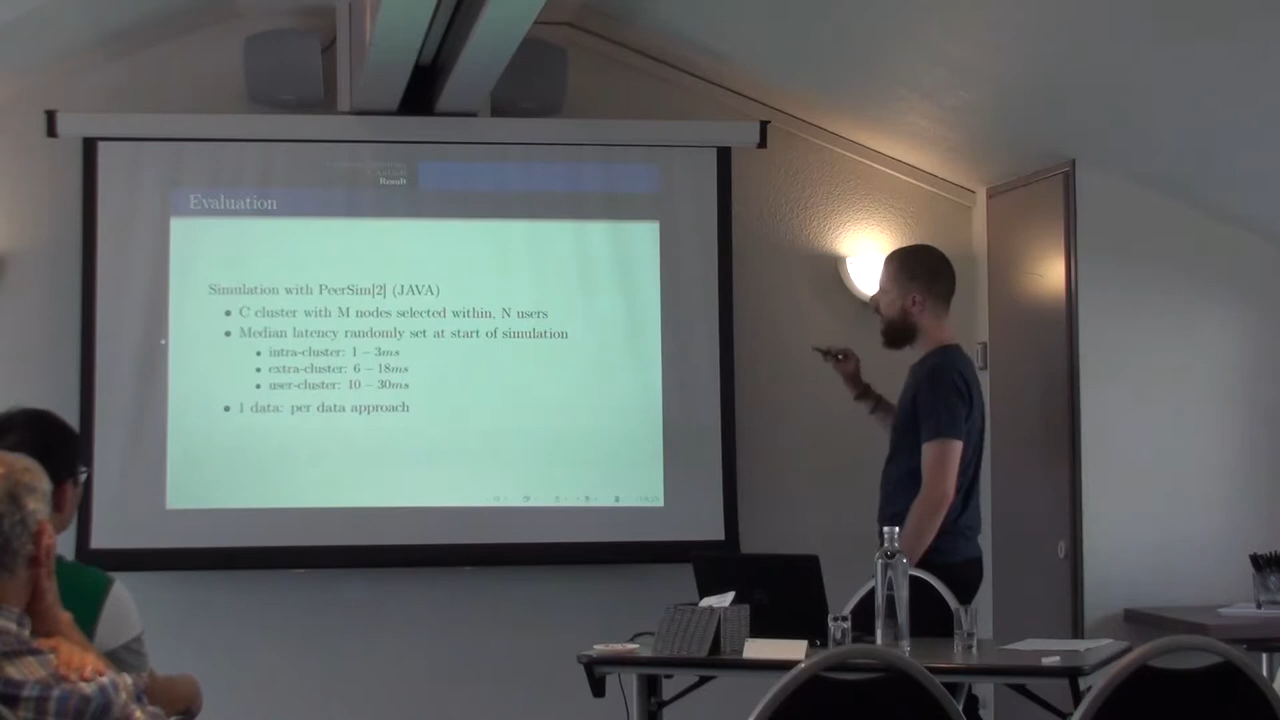 Result
Evaluation
Simulation with PeerSim[2] (JAVA)
• C cluster with M nodes selected within, N users
• Median latency randomly set at start of simulation
• intra-cluster: 1 – 3ms
• extra-cluster: 6 – 18ms
• user-cluster: 10 – 30ms
• 1 data: per data approach